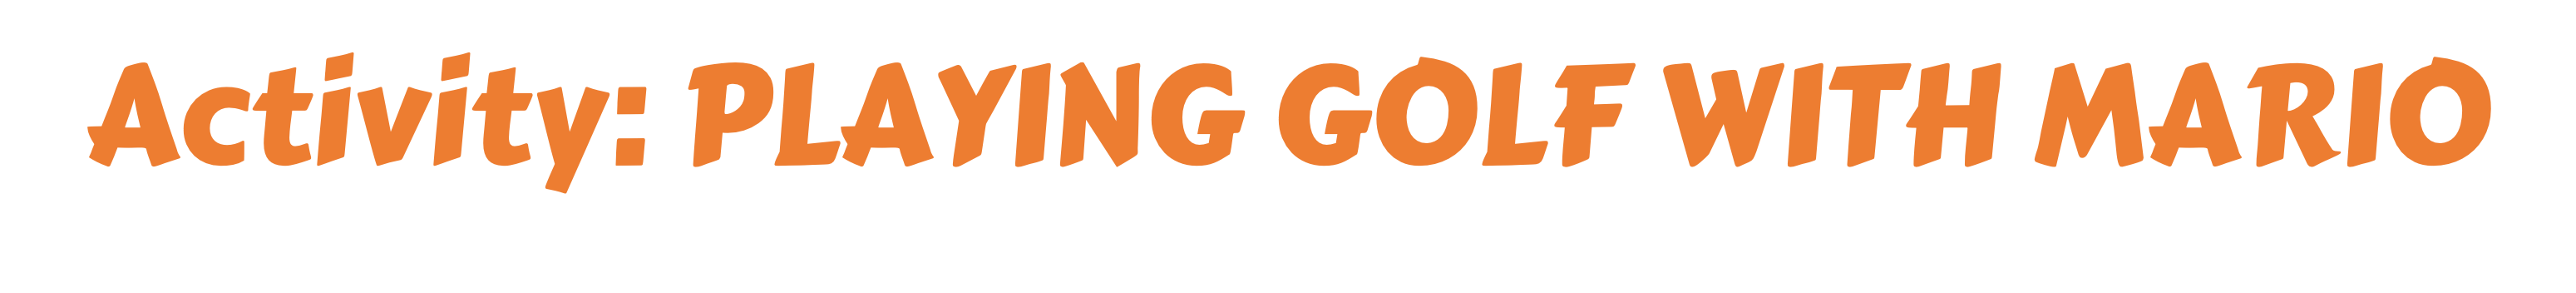 Activity: PLAYING GOLF WITH MARIO